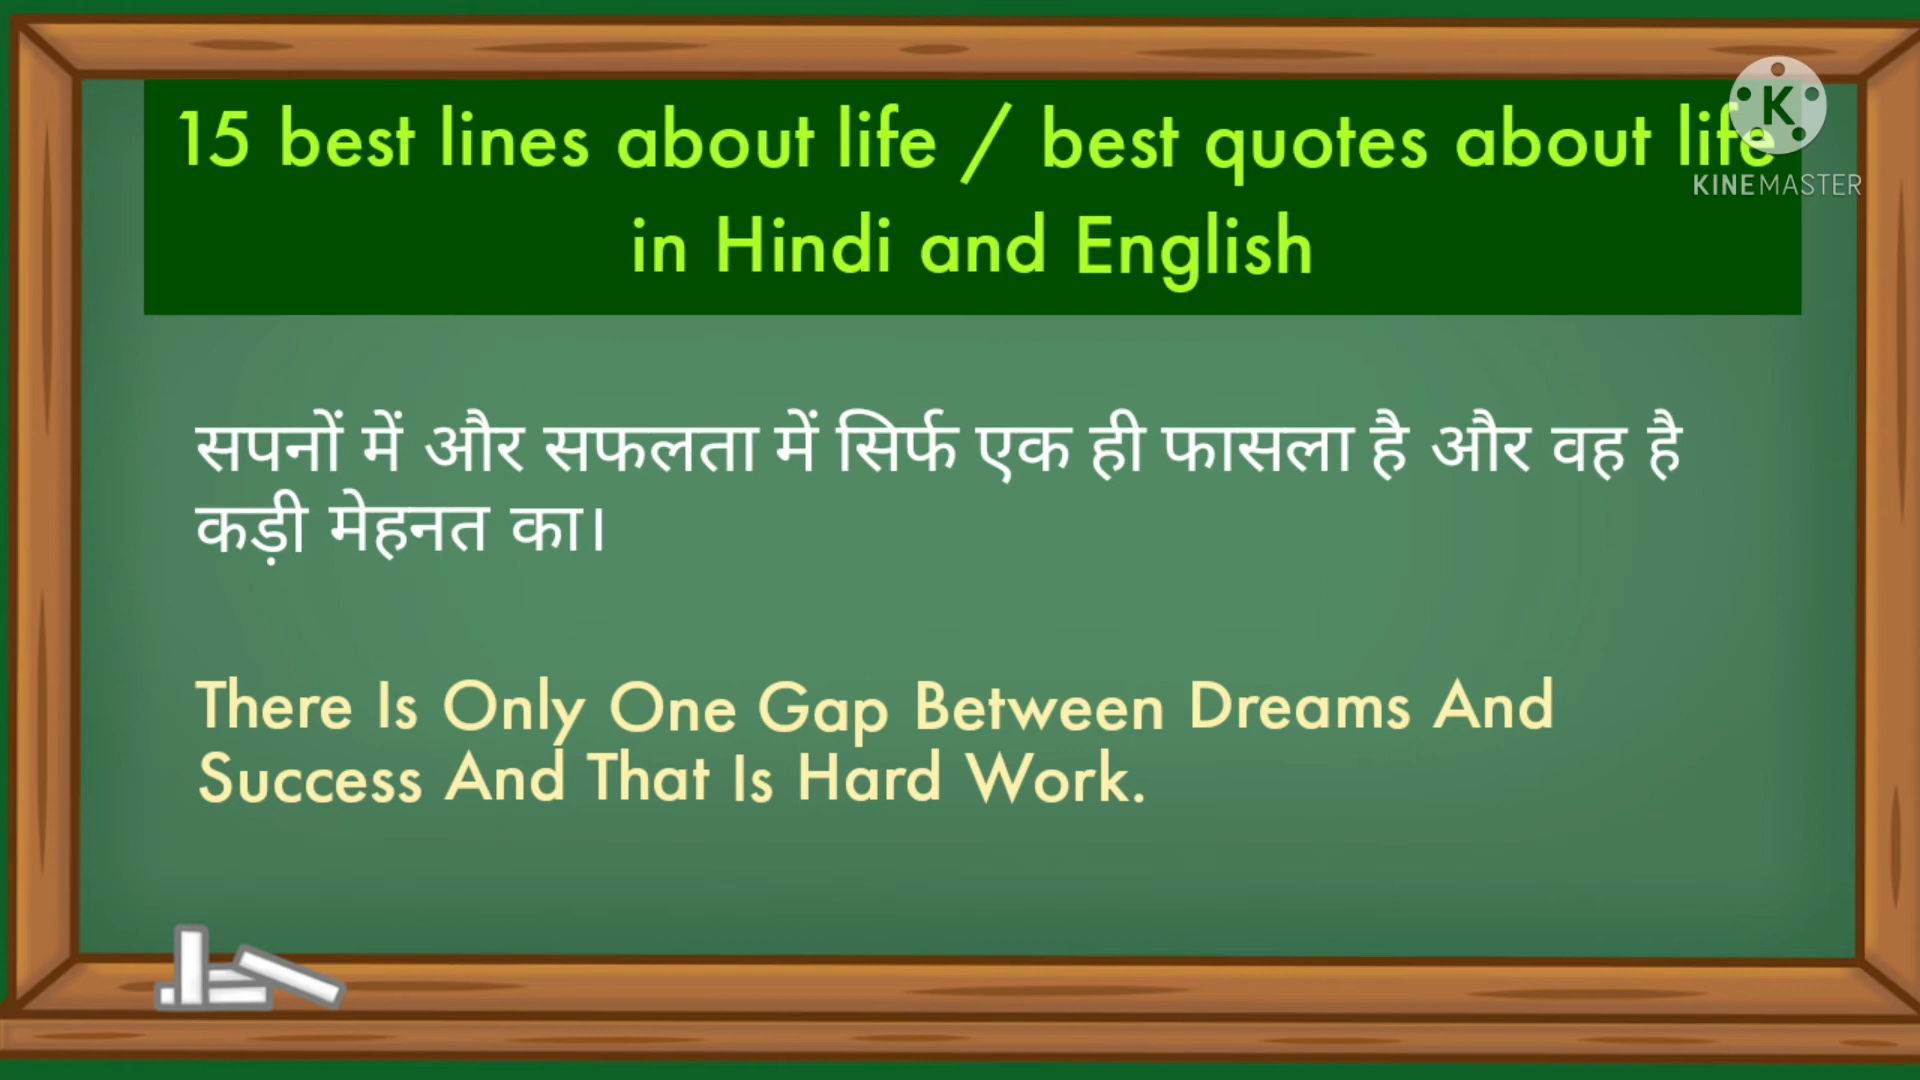 15 best lines about life / best quotes about life
in Hindi and English
K
KINEMASTER
सपनों में और सफलता में सिर्फ एक ही फासला है और वह है
कड़ी मेहनत का।
There Is Only One Gap Between Dreams And
Success And That Is Hard Work.